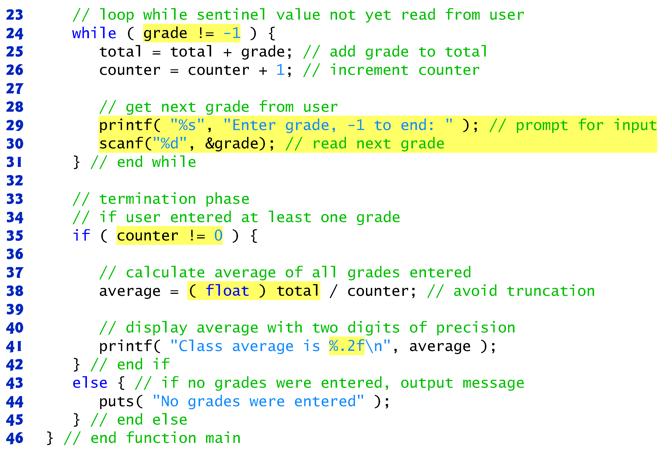 23 // loop while sentinel value not yet read from user
24 while ( grade != -1 ) {
25 total = total + grade; // add grade to total
26 counter = counter + 1; // increment counter
27
28 // get next grade from user
29 printf( "%s", "Enter grade, -1 to end: " ); // prompt for input
30 scanf("%d", &grade); // read next grade
31 } // end while
32
33 // termination phase
34 // if user entered at least one grade
35 if ( counter != 0 ) {
36
37 // calculate average of all grades entered
38 average = ( float ) total / counter; // avoid truncation
39
40 // display average with two digits of precision
41 printf( "Class average is %.2f\n", average );
42 } // end if
43 else { // if no grades were entered, output message
44 puts( "No grades were entered" );
45 } // end else
46 } // end function main